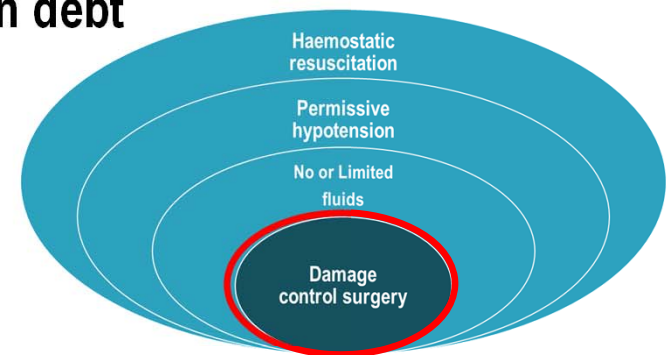 n debt
Haemostatic
resuscitation
Permissive
hypotension
No or Limited
fluids
Damage
control surgery